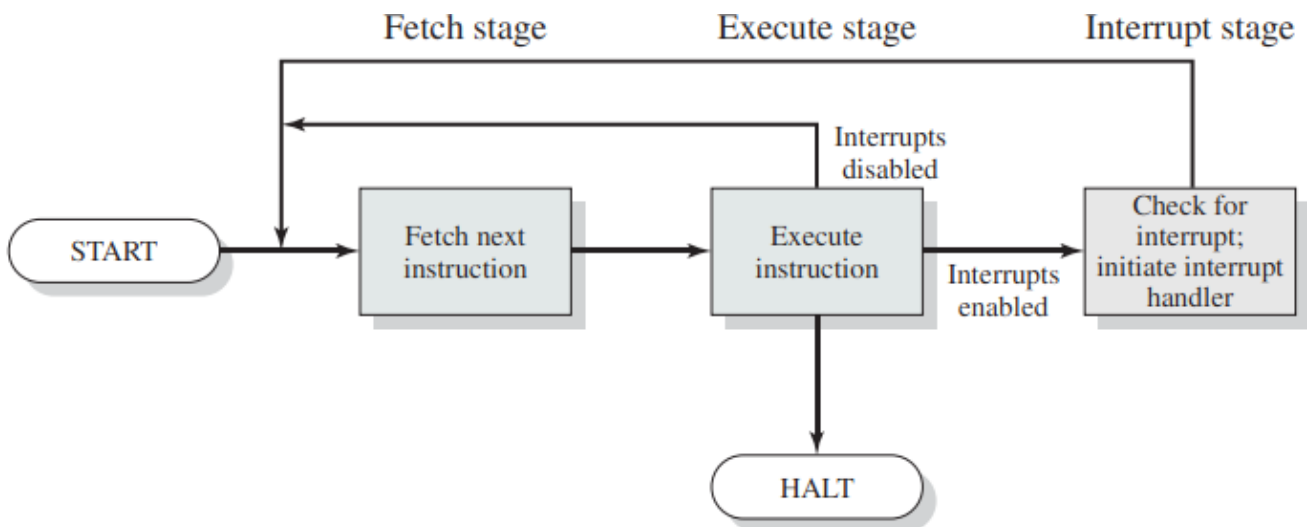 Fetch stage
Execute stage
Interrupt stage
Interrupts
disabled
START
Fetch next
instruction
Execute
instruction
Interrupts
enabled
Check for
interrupt;
initiate interrupt
handler
HALT